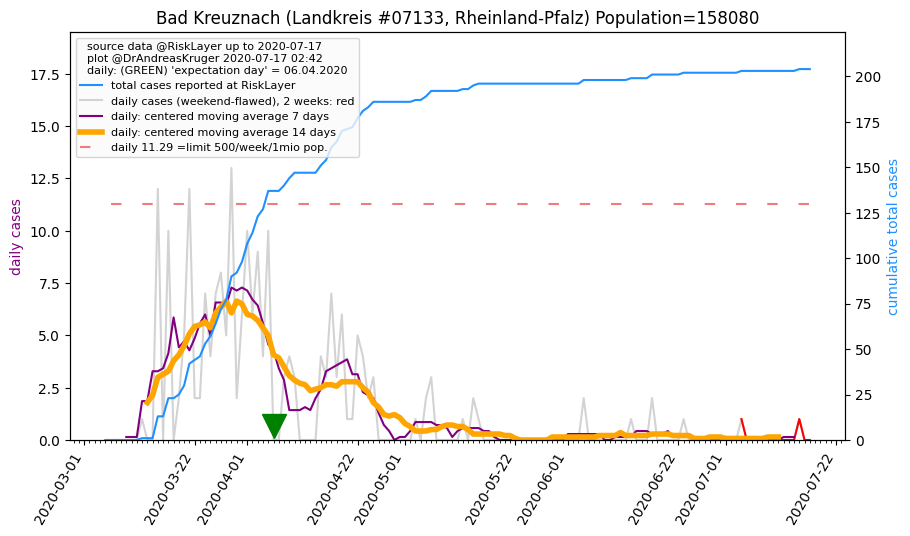 Bad Kreuznach (Landkreis #07133, Rheinland-Pfalz) Population=158080
source data @RiskLayer up to 2020-07-17
plot @DrAndreasKruger 2020-07-17 02:42
daily: (GREEN) 'expectation day' = 06.04.2020
total cases reported at RiskLayer
daily cases (weekend-flawed), 2 weeks: red
daily: centered moving average 7 days
daily: centered moving average 14 days
daily 11.29 =limit 500/week/1mio pop.
daily cases
17.5
15.0
12.5
10.0
7.5
5.0
2.5
0.0
cumulative total cases
200
175
150
125
100
75
50
25
0
2020-03-01
2020-03-22
2020-04-01
2020-04-22
2020-05-01
2020-05-22
2020-06-01
2020-06-22
2020-07-01
2020-07-22